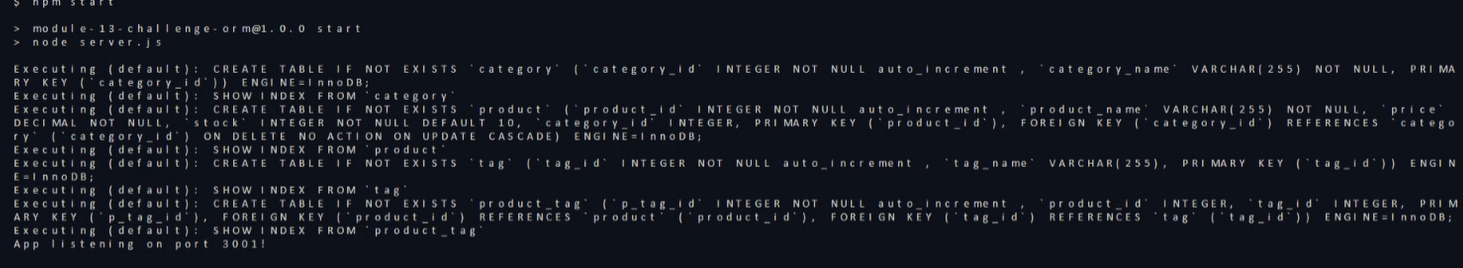 $ npm start
> module-13-challenge-orm@1.0.0 start
> node server.js
Executing (default): CREATE TABLE IF NOT EXISTS `category` (`category_id` INTEGER NOT NULL auto_increment , `category_name` VARCHAR(255) NOT NULL, PRIMA
RY KEY (`category_id`)) ENGINE=InnoDB;
Executing (default): SHOW INDEX FROM `category`
Executing (default): CREATE TABLE IF NOT EXISTS `product` (`product_id` INTEGER NOT NULL auto_increment , `product_name` VARCHAR(255) NOT NULL, `price`
DECIMAL NOT NULL, `stock` INTEGER NOT NULL DEFAULT 10, `category_id` INTEGER, PRIMARY KEY (`product_id`), FOREIGN KEY (`category_id`) REFERENCES `catego
ry` (`category_id`) ON DELETE NO ACTION ON UPDATE CASCADE) ENGINE=InnoDB;
Executing (default): SHOW INDEX FROM `product`
Executing (default): CREATE TABLE IF NOT EXISTS `tag` (`tag_id` INTEGER NOT NULL auto_increment , `tag_name` VARCHAR(255), PRIMARY KEY (`tag_id`)) ENGIN
E=InnoDB;
Executing (default): SHOW INDEX FROM `tag`
Executing (default): CREATE TABLE IF NOT EXISTS `product_tag` (`p_tag_id` INTEGER NOT NULL auto_increment , `product_id` INTEGER, `tag_id` INTEGER, PRIM
ARY KEY (`p_tag_id`), FOREIGN KEY (`product_id`) REFERENCES `product` (`product_id`), FOREIGN KEY (`tag_id`) REFERENCES `tag` (`tag_id`)) ENGINE=InnoDB;
Executing (default): SHOW INDEX FROM `product_tag`
App listening on port 3001!